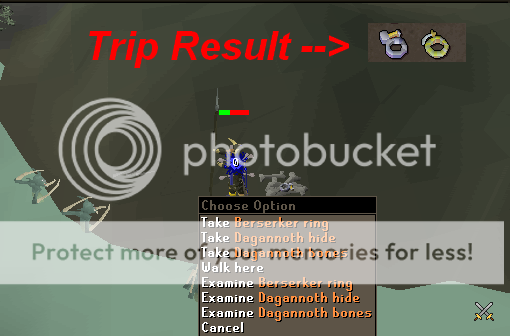 Trip Result -->
photobucket
0
Choose Option
Take Berserker ring
Take Dagannoth hide
Take Dagannoth bones
Protect more of your memories for less!
Walk here
Examine Berserker ring
Examine Dagannoth hide
Examine Dagannoth bones
Cancel